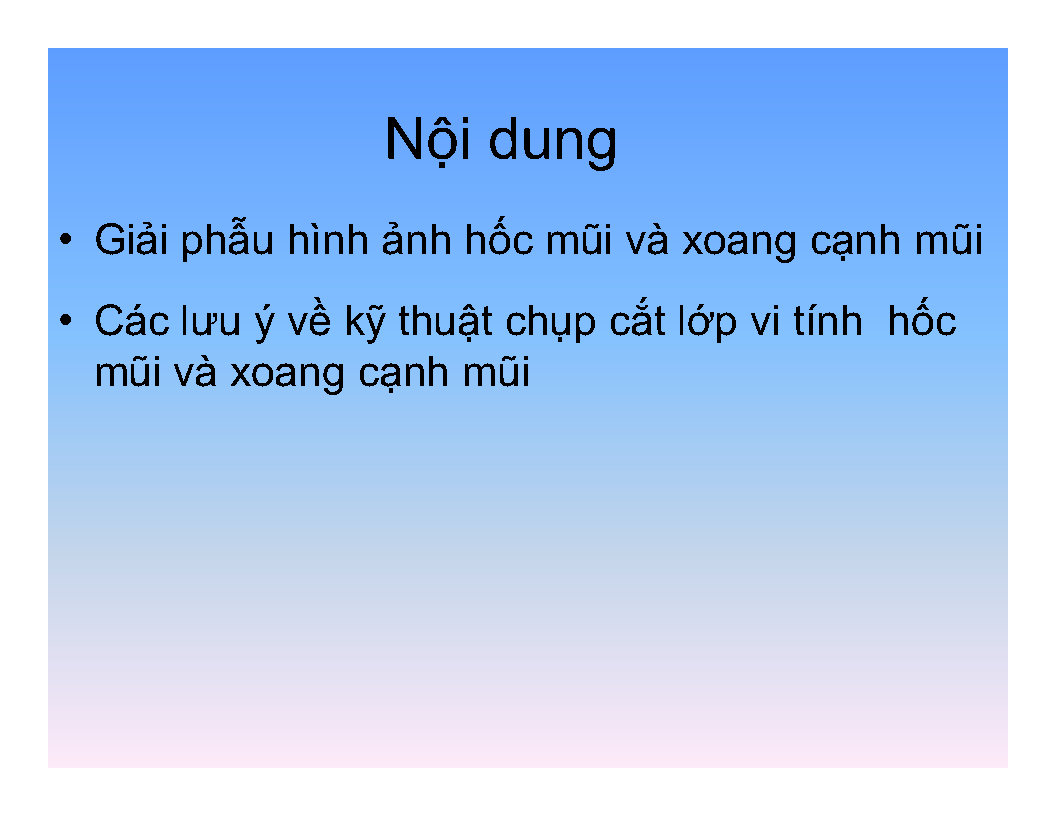 Nội dung
• Giải phẫu hình ảnh hốc mũi và xoang cạnh mũi
• Các lưu ý về kỹ thuật chụp cắt lớp vi tính  hốc
mũi và xoang cạnh mũi